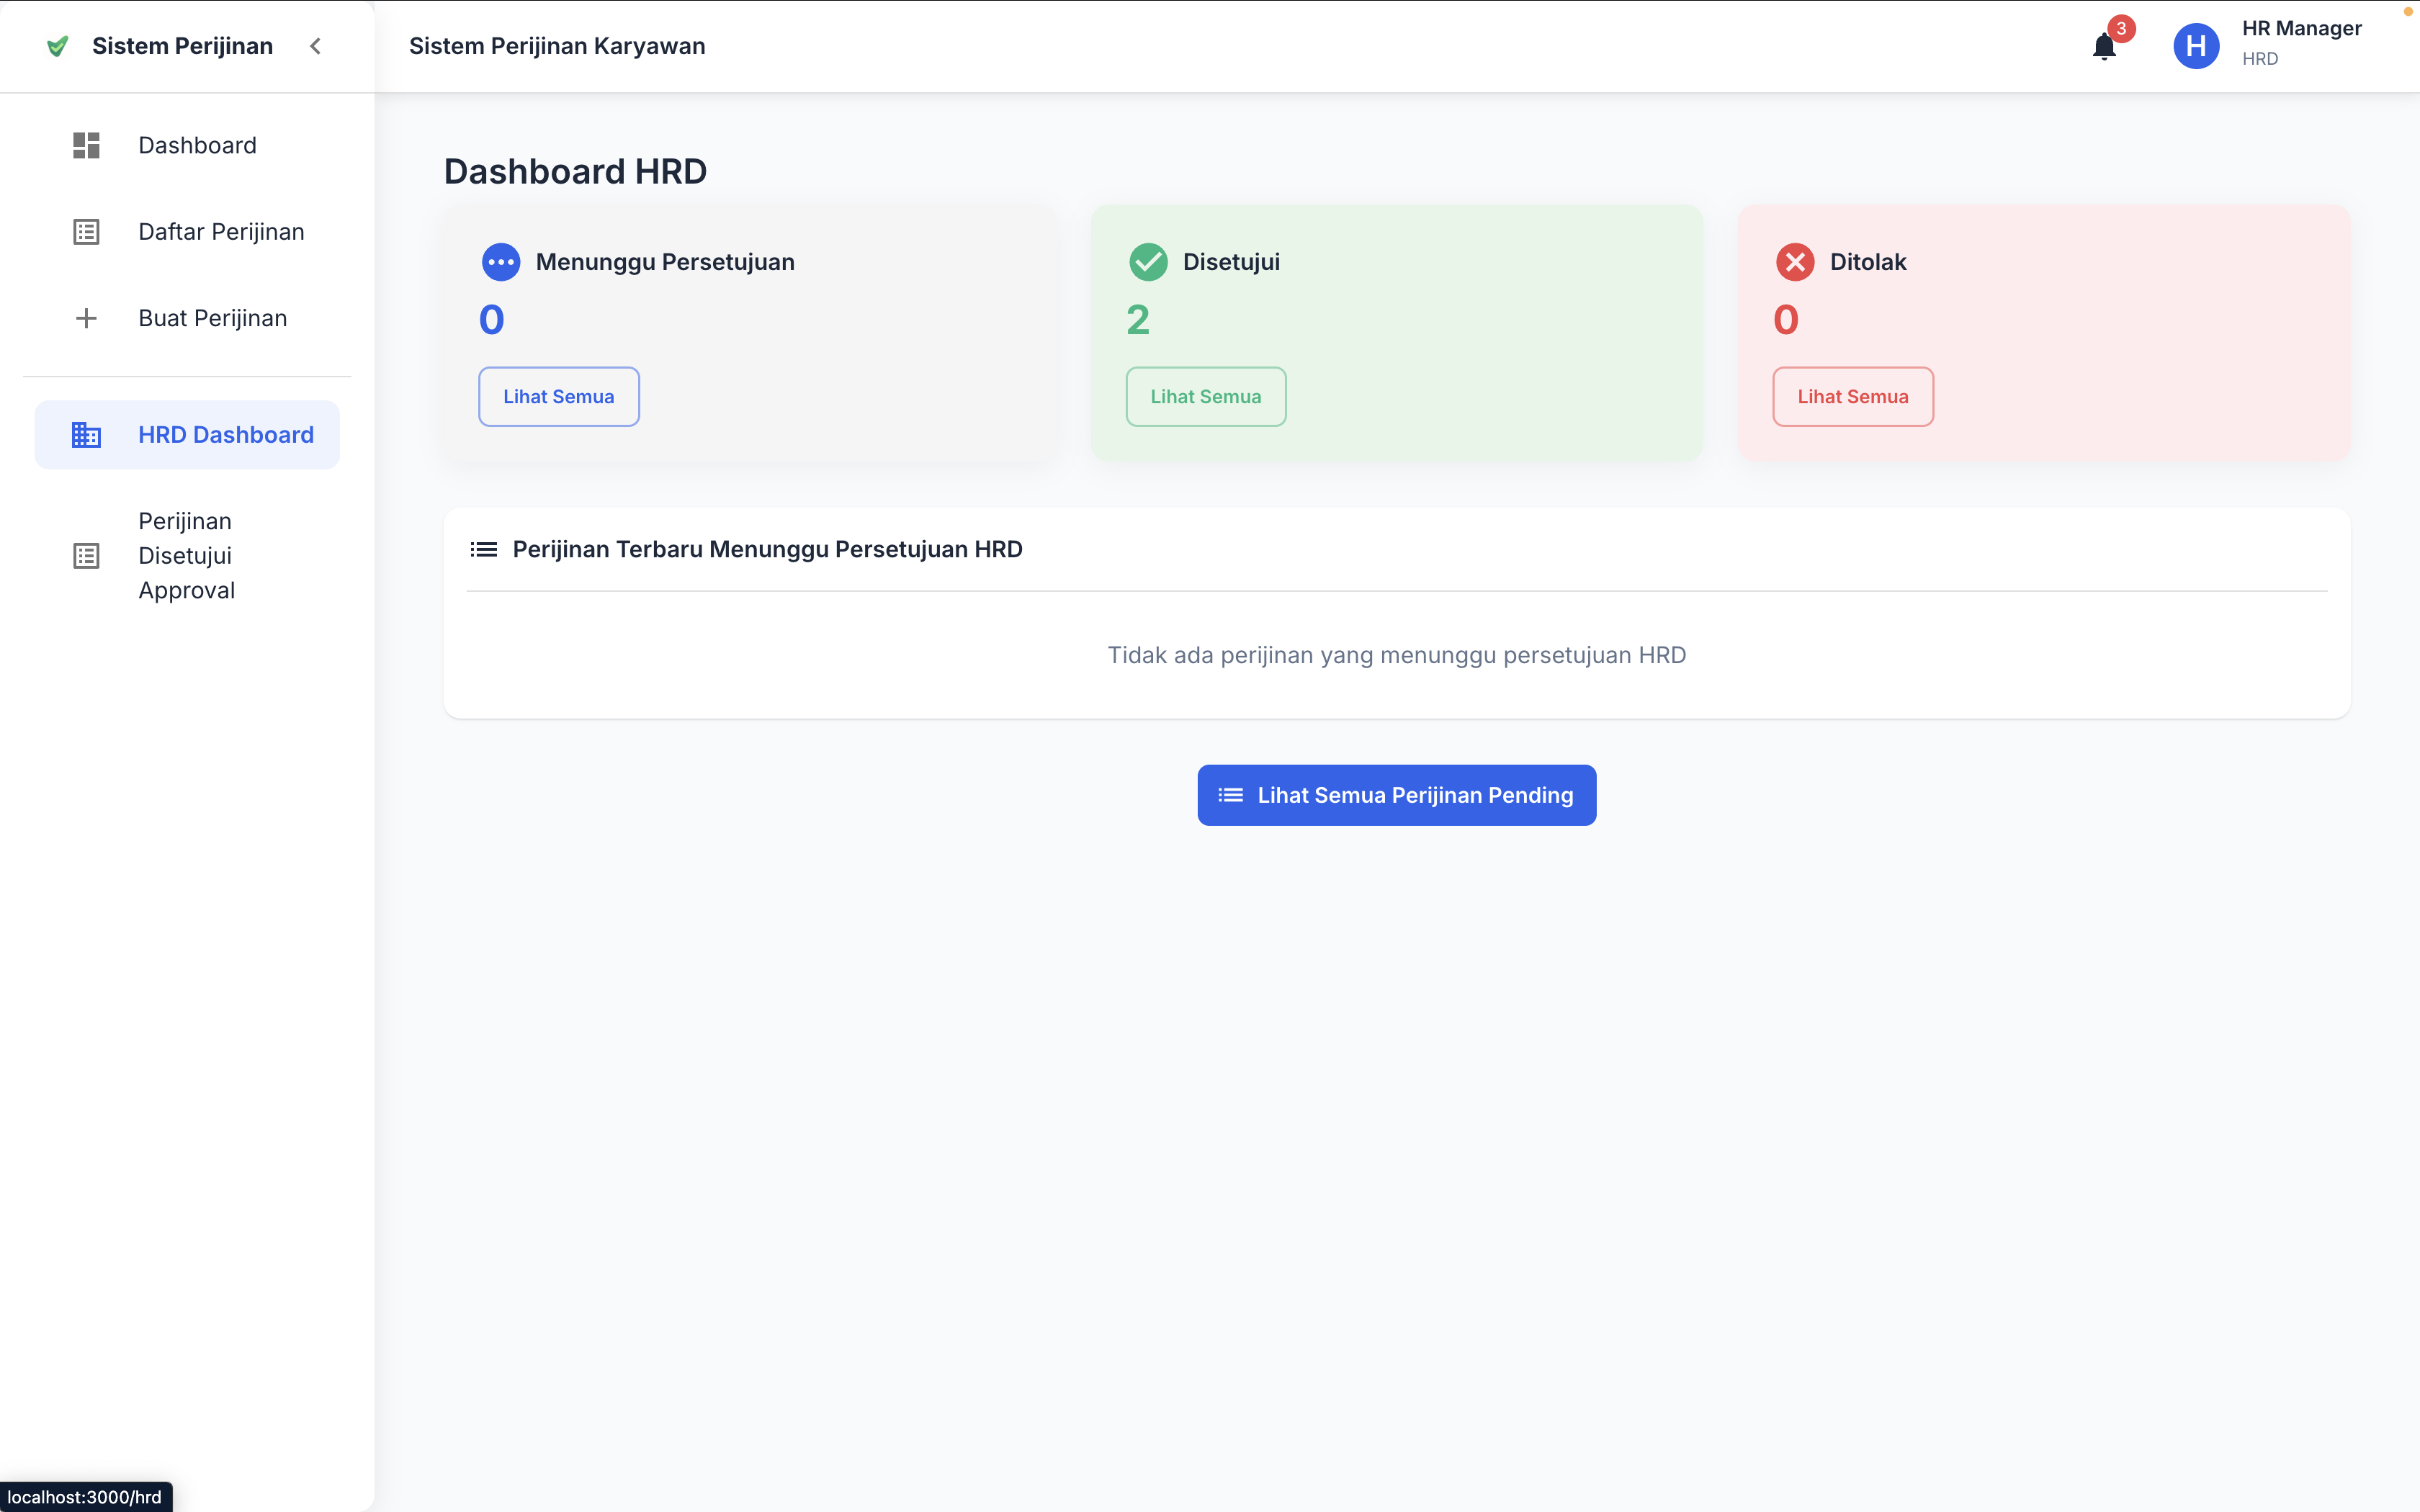 Sistem Perijinan
Sistem Perijinan Karyawan
3
H
HR Manager
HRD
Dashboard
Daftar Perijinan
Buat Perijinan
HRD Dashboard
Perijinan
Disetujui
Approval
Dashboard HRD
Menunggu Persetujuan
0
Lihat Semua
Disetujui
2
Lihat Semua
Ditolak
0
Lihat Semua
Perijinan Terbaru Menunggu Persetujuan HRD
Tidak ada perijinan yang menunggu persetujuan HRD
Lihat Semua Perijinan Pending
localhost:3000/hrd